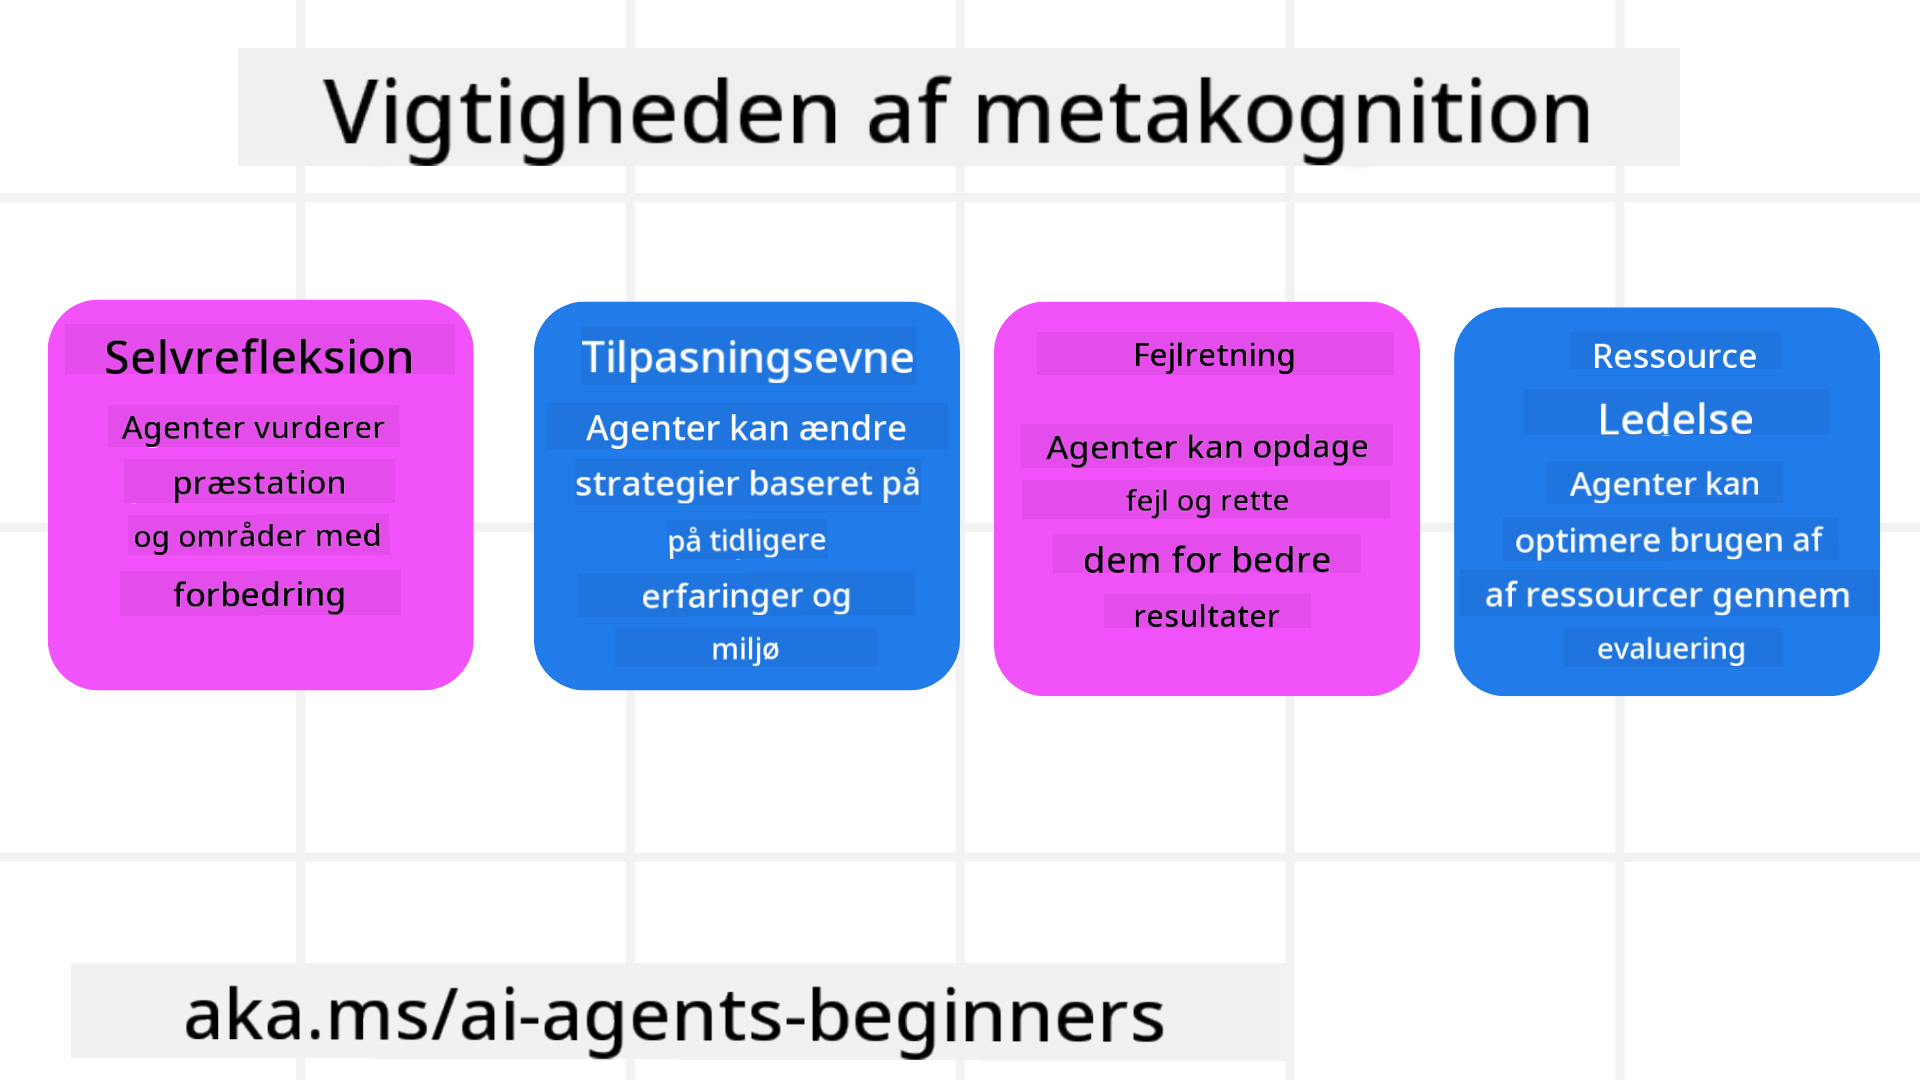 Vigtigheden af metakognition
Selvrefleksion
Agenter vurderer
præstation
og områder med
forbedring
Tilpasningsevne
Agenter kan ændre
strategier baseret på
på tidligere
erfaringer og
miljø
Fejlretning
Agenter kan opdage
fejl og rette
dem for bedre
resultater
Ressource
Ledelse
Agenter kan
optimere brugen af
af ressourcer gennem
evaluering
aka.ms/ai-agents-beginners